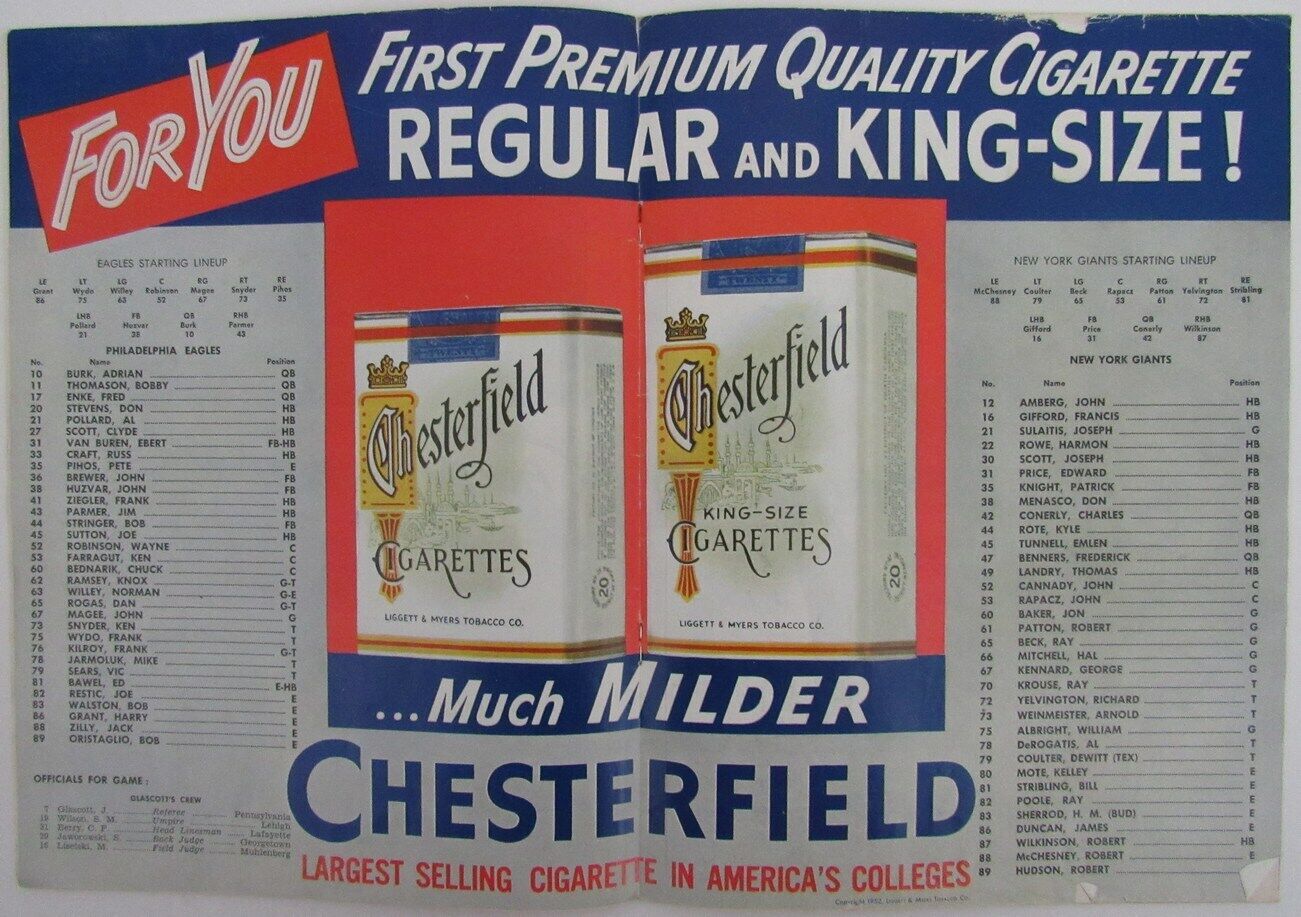 FOR YOU
FIRST PREMIUM QUALITY CIGARETTE
REGULAR AND KING-SIZE !
EAGLES STARTING LINEUP
LE LT LG C RG RT RE
Grant Wydo Willey Robinson Magee Snyder Pihos
86 75 63 52 67 73 35
LHB FB QB RHB
Pollard Huzvar Burk Parmer
21 38 10 43
PHILADELPHIA EAGLES
No. Name Position
10 BURK, ADRIAN QB
11 THOMASON, BOBBY QB
17 ENKE, FRED QB
20 STEVENS, DON HB
21 POLLARD, AL HB
27 SCOTT, CLYDE HB
31 VAN BUREN, EBERT FB-HB
33 CRAFT, RUSS HB
35 PIHOS, PETE E
36 BREWER, JOHN FB
38 HUZVAR, JOHN FB
41 ZIEGLER, FRANK HB
43 PARMER, JIM HB
44 STRINGER, BOB FB
45 SUTTON, JOE HB
52 ROBINSON, WAYNE C
53 FARRAGUT, KEN C
60 BEDNARIK, CHUCK C
62 RAMSEY, KNOX G-T
63 WILLEY, NORMAN G-E
65 ROGAS, DAN G-T
67 MAGEE, JOHN G
73 SNYDER, KEN T
75 WYDO, FRANK T
76 KILROY, FRANK G-T
78 JARMOLUK, MIKE T
79 SEARS, VIC T
81 BAWEL, ED E-HB
82 RESTIC, JOE E
83 WALSTON, BOB E
86 GRANT, HARRY E
88 ZILLY, JACK E
89 ORISTAGLIO, BOB E
OFFICIALS FOR GAME :
GLASCOTT'S CREW
7 Glascott, J. Referee Pennsylvania
19 Wilson, S. M. Umpire Lehigh
31 Berry, C. F. Head Linesman Lafayette
29 Jaworowski, S. Back Judge Georgetown
16 Liselski, M. Field Judge Muhlenberg
TWENTY
Chesterfield
CIGARETTES
LIGGETT & MYERS TOBACCO CO.
20
TWENTY
Chesterfield
KING-SIZE
CIGARETTES
LIGGETT & MYERS TOBACCO CO.
20
...MUCH MILDER
CHESTERFIELD
LARGEST SELLING CIGARETTE IN AMERICA'S COLLEGES
Copyright 1952, LIGGETT & MYERS TOBACCO CO.
NEW YORK GIANTS STARTING LINEUP
LE LT LG C RG RT RE
McChesney Coulter Beck Rapacz Patton Yelvington Stribling
88 79 65 53 61 72 81
LHB FB QB RHB
Gifford Price Conerly Wilkinson
16 31 42 87
NEW YORK GIANTS
No. Name Position
12 AMBERG, JOHN HB
16 GIFFORD, FRANCIS HB
21 SULAITIS, JOSEPH G
22 ROWE, HARMON HB
30 SCOTT, JOSEPH HB
31 PRICE, EDWARD FB
35 KNIGHT, PATRICK FB
38 MENASCO, DON HB
42 CONERLY, CHARLES QB
44 ROTE, KYLE HB
45 TUNNELL, EMLEN HB
47 BENNERS, FREDERICK QB
49 LANDRY, THOMAS HB
52 CANNADY, JOHN C
53 RAPACZ, JOHN C
60 BAKER, JON G
61 PATTON, ROBERT G
65 BECK, RAY G
66 MITCHELL, HAL G
67 KENNARD, GEORGE G
70 KROUSE, RAY T
72 YELVINGTON, RICHARD T
73 WEINMEISTER, ARNOLD T
75 ALBRIGHT, WILLIAM G
78 DeROGATIS, AL T
79 COULTER, DEWITT (TEX) T
80 MOTE, KELLEY E
81 STRIBLING, BILL E
82 POOLE, RAY E
83 SHERROD, H. M. (BUD) E
86 DUNCAN, JAMES E
87 WILKINSON, ROBERT HB
88 McCHESNEY, ROBERT E
89 HUDSON, ROBERT